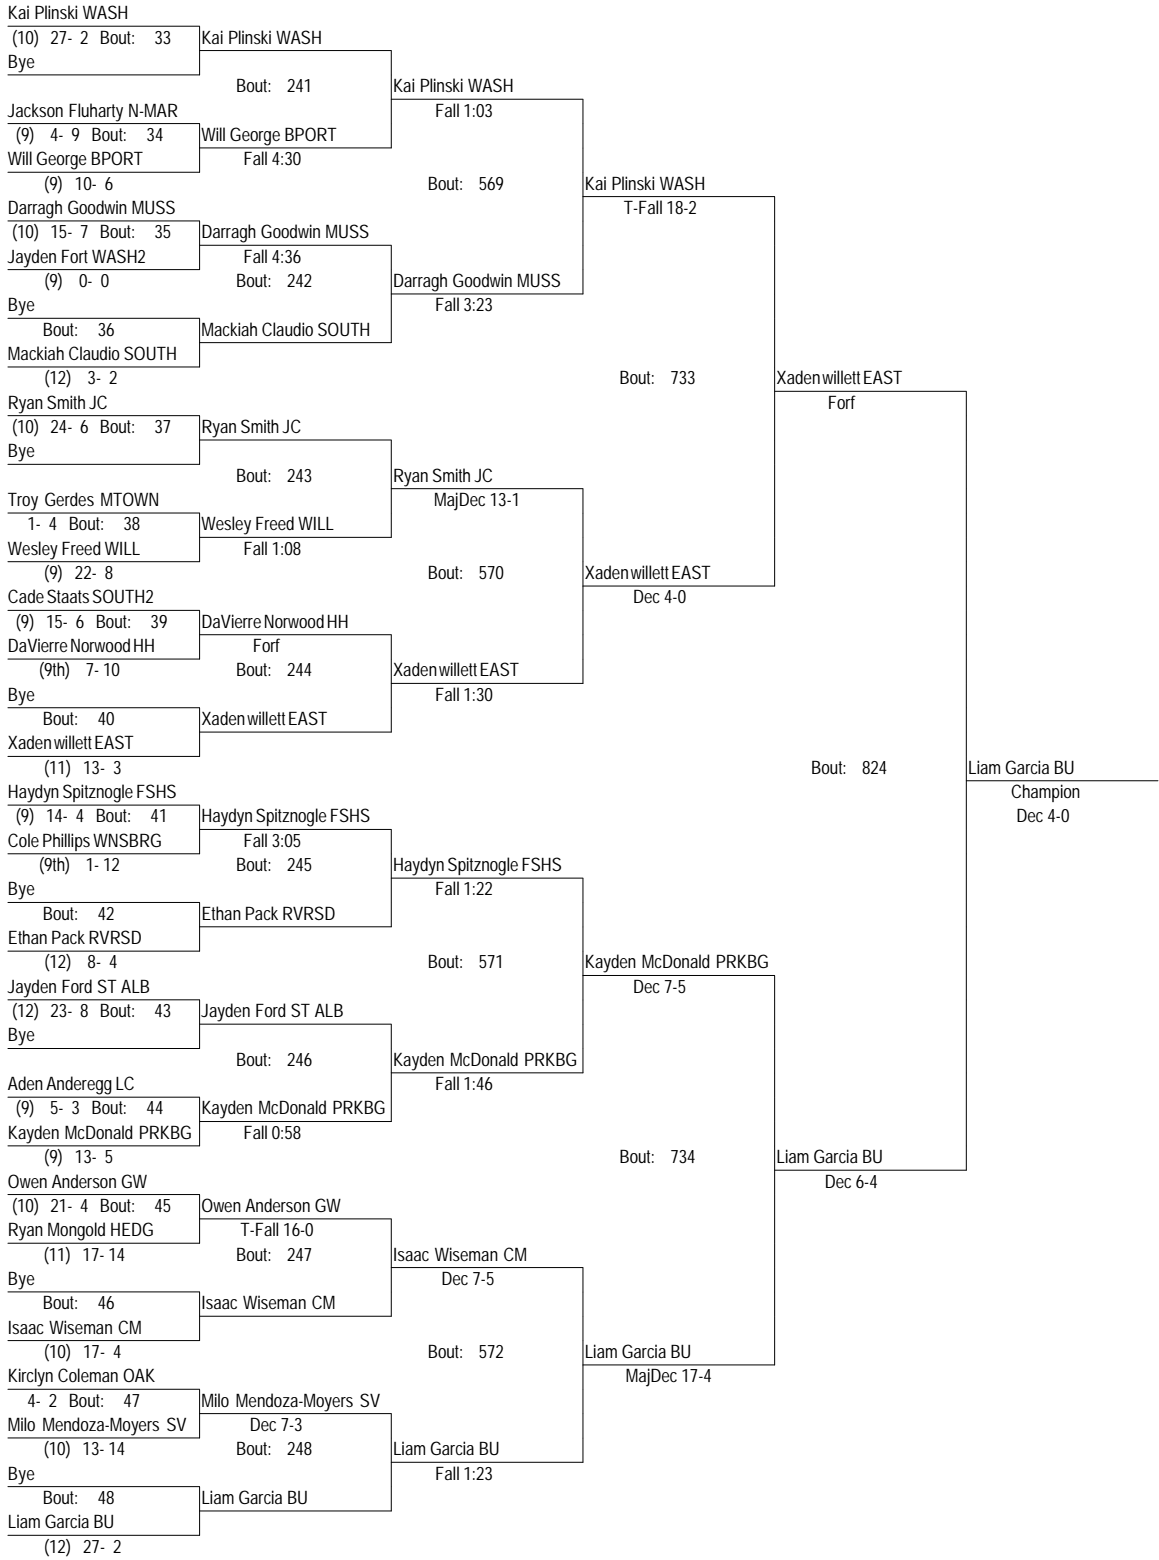 Kai Plinski WASH
(10) 27- 2 Bout: 33 Kai Plinski WASH
Bye
Bout: 241 Kai Plinski WASH
Jackson Fluharty N-MAR Fall 1:03
(9) 4- 9 Bout: 34 Will George BPORT
Will George BPORT Fall 4:30
(9) 10- 6 Bout: 569 Kai Plinski WASH
Darragh Goodwin MUSS T-Fall 18-2
(10) 15- 7 Bout: 35 Darragh Goodwin MUSS
Jayden Fort WASH2 Fall 4:36
(9) 0- 0 Bout: 242 Darragh Goodwin MUSS
Bye Fall 3:23
Bout: 36 Mackiah Claudio SOUTH
Mackiah Claudio SOUTH
(12) 3- 2 Bout: 733 Xaden willett EAST
Ryan Smith JC Forf
(10) 24- 6 Bout: 37 Ryan Smith JC
Bye
Bout: 243 Ryan Smith JC
Troy Gerdes MTOWN MajDec 13-1
1- 4 Bout: 38 Wesley Freed WILL
Wesley Freed WILL Fall 1:08
(9) 22- 8 Bout: 570 Xaden willett EAST
Cade Staats SOUTH2 Dec 4-0
(9) 15- 6 Bout: 39 DaVierre Norwood HH
DaVierre Norwood HH Forf
(9th) 7- 10 Bout: 244 Xaden willett EAST
Bye Fall 1:30
Bout: 40 Xaden willett EAST
Xaden willett EAST
(11) 13- 3 Bout: 824 Liam Garcia BU
Haydyn Spitznogle FSHS Champion
(9) 14- 4 Bout: 41 Haydyn Spitznogle FSHS Dec 4-0
Cole Phillips WNSBRG Fall 3:05
(9th) 1- 12 Bout: 245 Haydyn Spitznogle FSHS
Bye Fall 1:22
Bout: 42 Ethan Pack RVRSD
Ethan Pack RVRSD
(12) 8- 4 Bout: 571 Kayden McDonald PRKBG
Jayden Ford ST ALB Dec 7-5
(12) 23- 8 Bout: 43 Jayden Ford ST ALB
Bye
Bout: 246 Kayden McDonald PRKBG
Aden Anderegg LC Fall 1:46
(9) 5- 3 Bout: 44 Kayden McDonald PRKBG
Kayden McDonald PRKBG Fall 0:58
(9) 13- 5 Bout: 734 Liam Garcia BU
Owen Anderson GW Dec 6-4
(10) 21- 4 Bout: 45 Owen Anderson GW
Ryan Mongold HEDG T-Fall 16-0
(11) 17- 14 Bout: 247 Isaac Wiseman CM
Bye Dec 7-5
Bout: 46 Isaac Wiseman CM
Isaac Wiseman CM
(10) 17- 4 Bout: 572 Liam Garcia BU
Kirclyn Coleman OAK MajDec 17-4
4- 2 Bout: 47 Milo Mendoza-Moyers SV
Milo Mendoza-Moyers SV Dec 7-3
(10) 13- 14 Bout: 248 Liam Garcia BU
Bye Fall 1:23
Bout: 48 Liam Garcia BU
Liam Garcia BU
(12) 27- 2